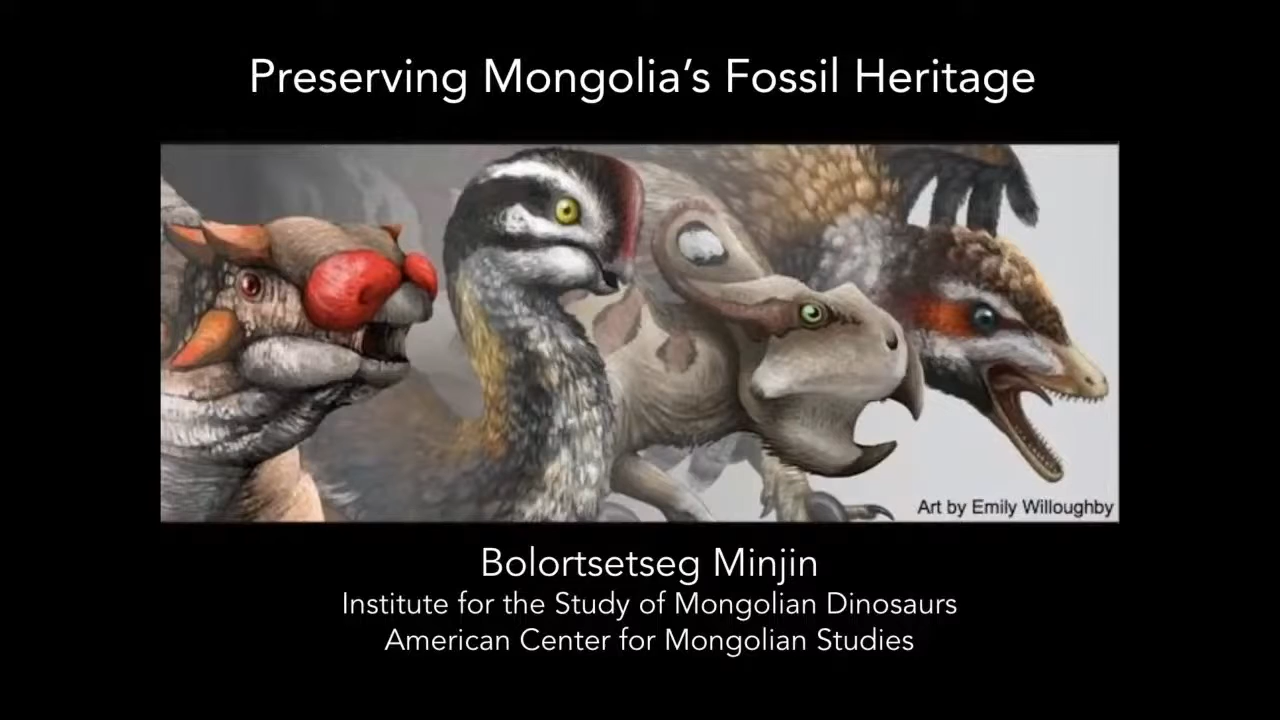 Preserving Mongolia's Fossil Heritage
Art by Emily Willoughby
Bolortsetseg Minjin
Institute for the Study of Mongolian Dinosaurs
American Center for Mongolian Studies